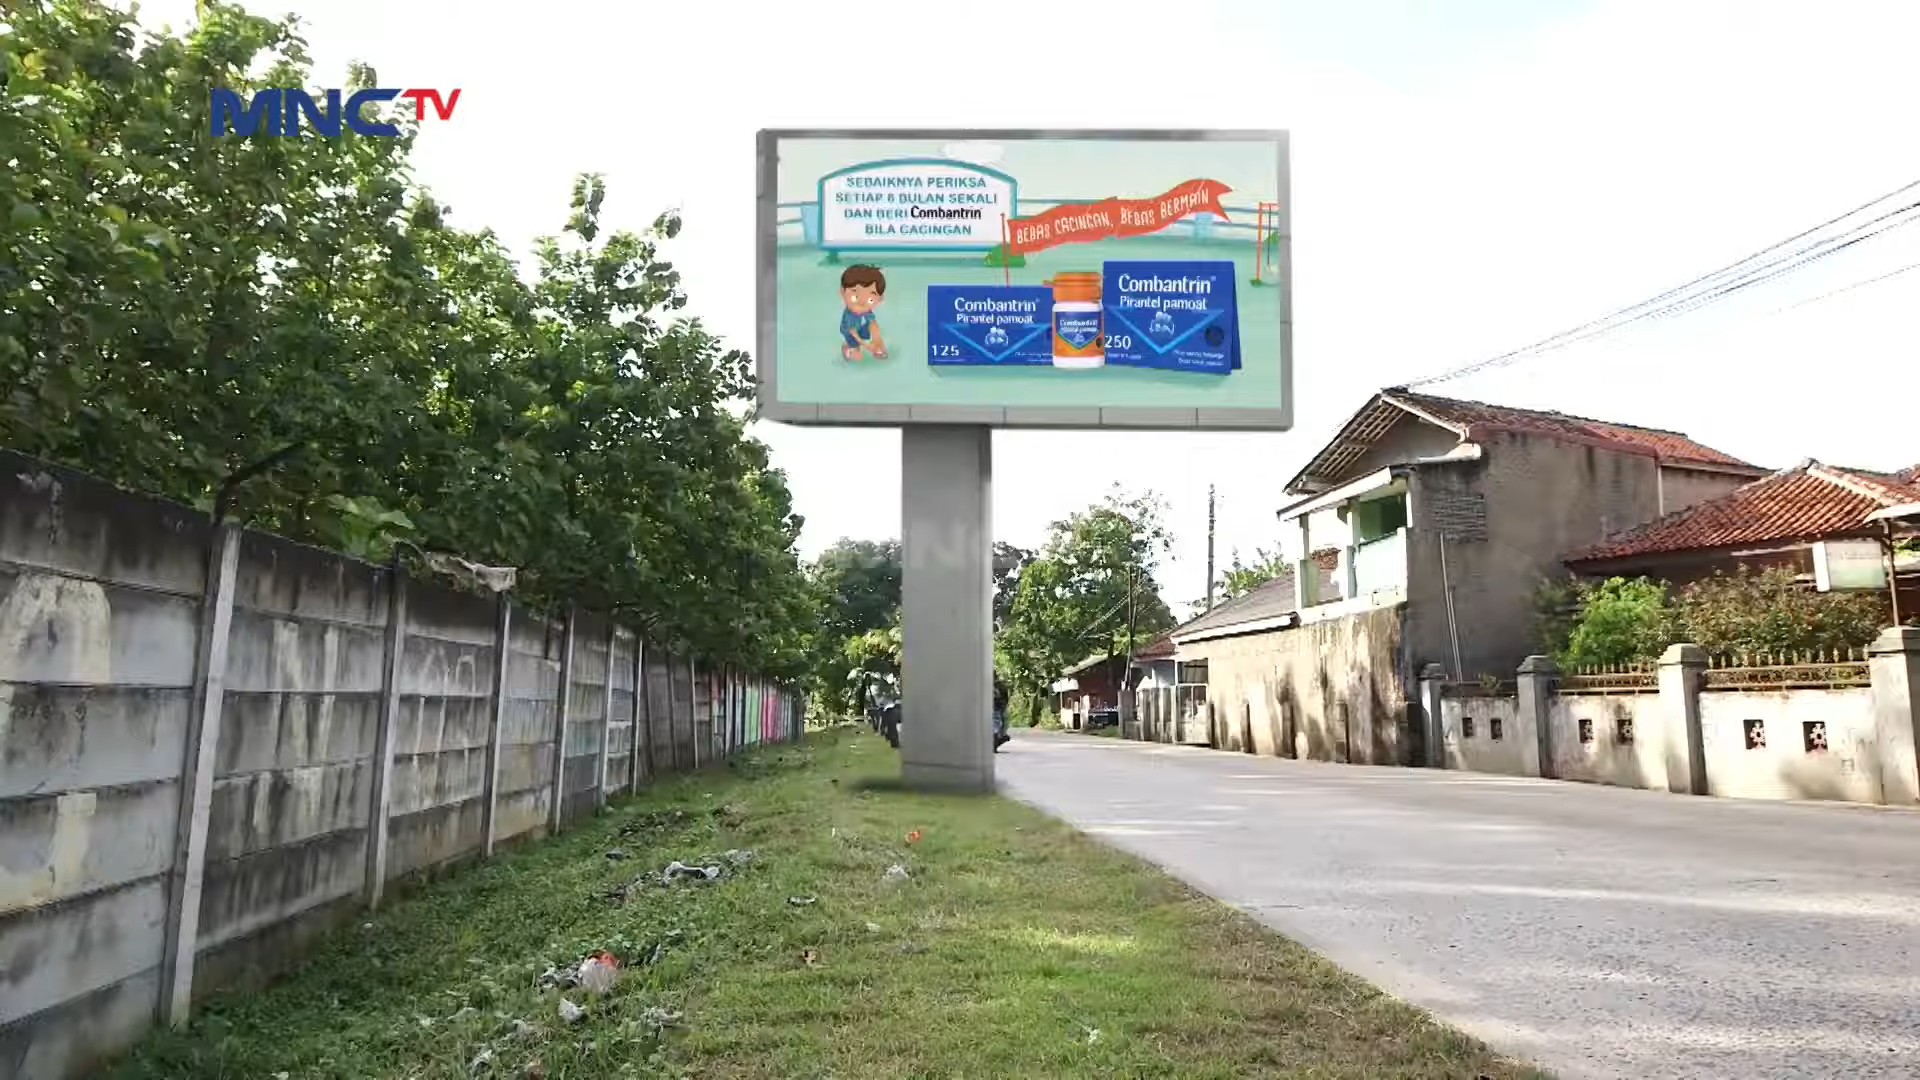 MNCTV
SEBAIKNYA PERIKSA
SETIAP 6 BULAN SEKALI
DAN BERI Combantrin
BILA CACINGAN
BEBAS CACINGAN, BEBAS BERMAIN
Combantrin
Pirantel pamoat
125
Combantrin
Combantrin
Pirantel pamoat
250